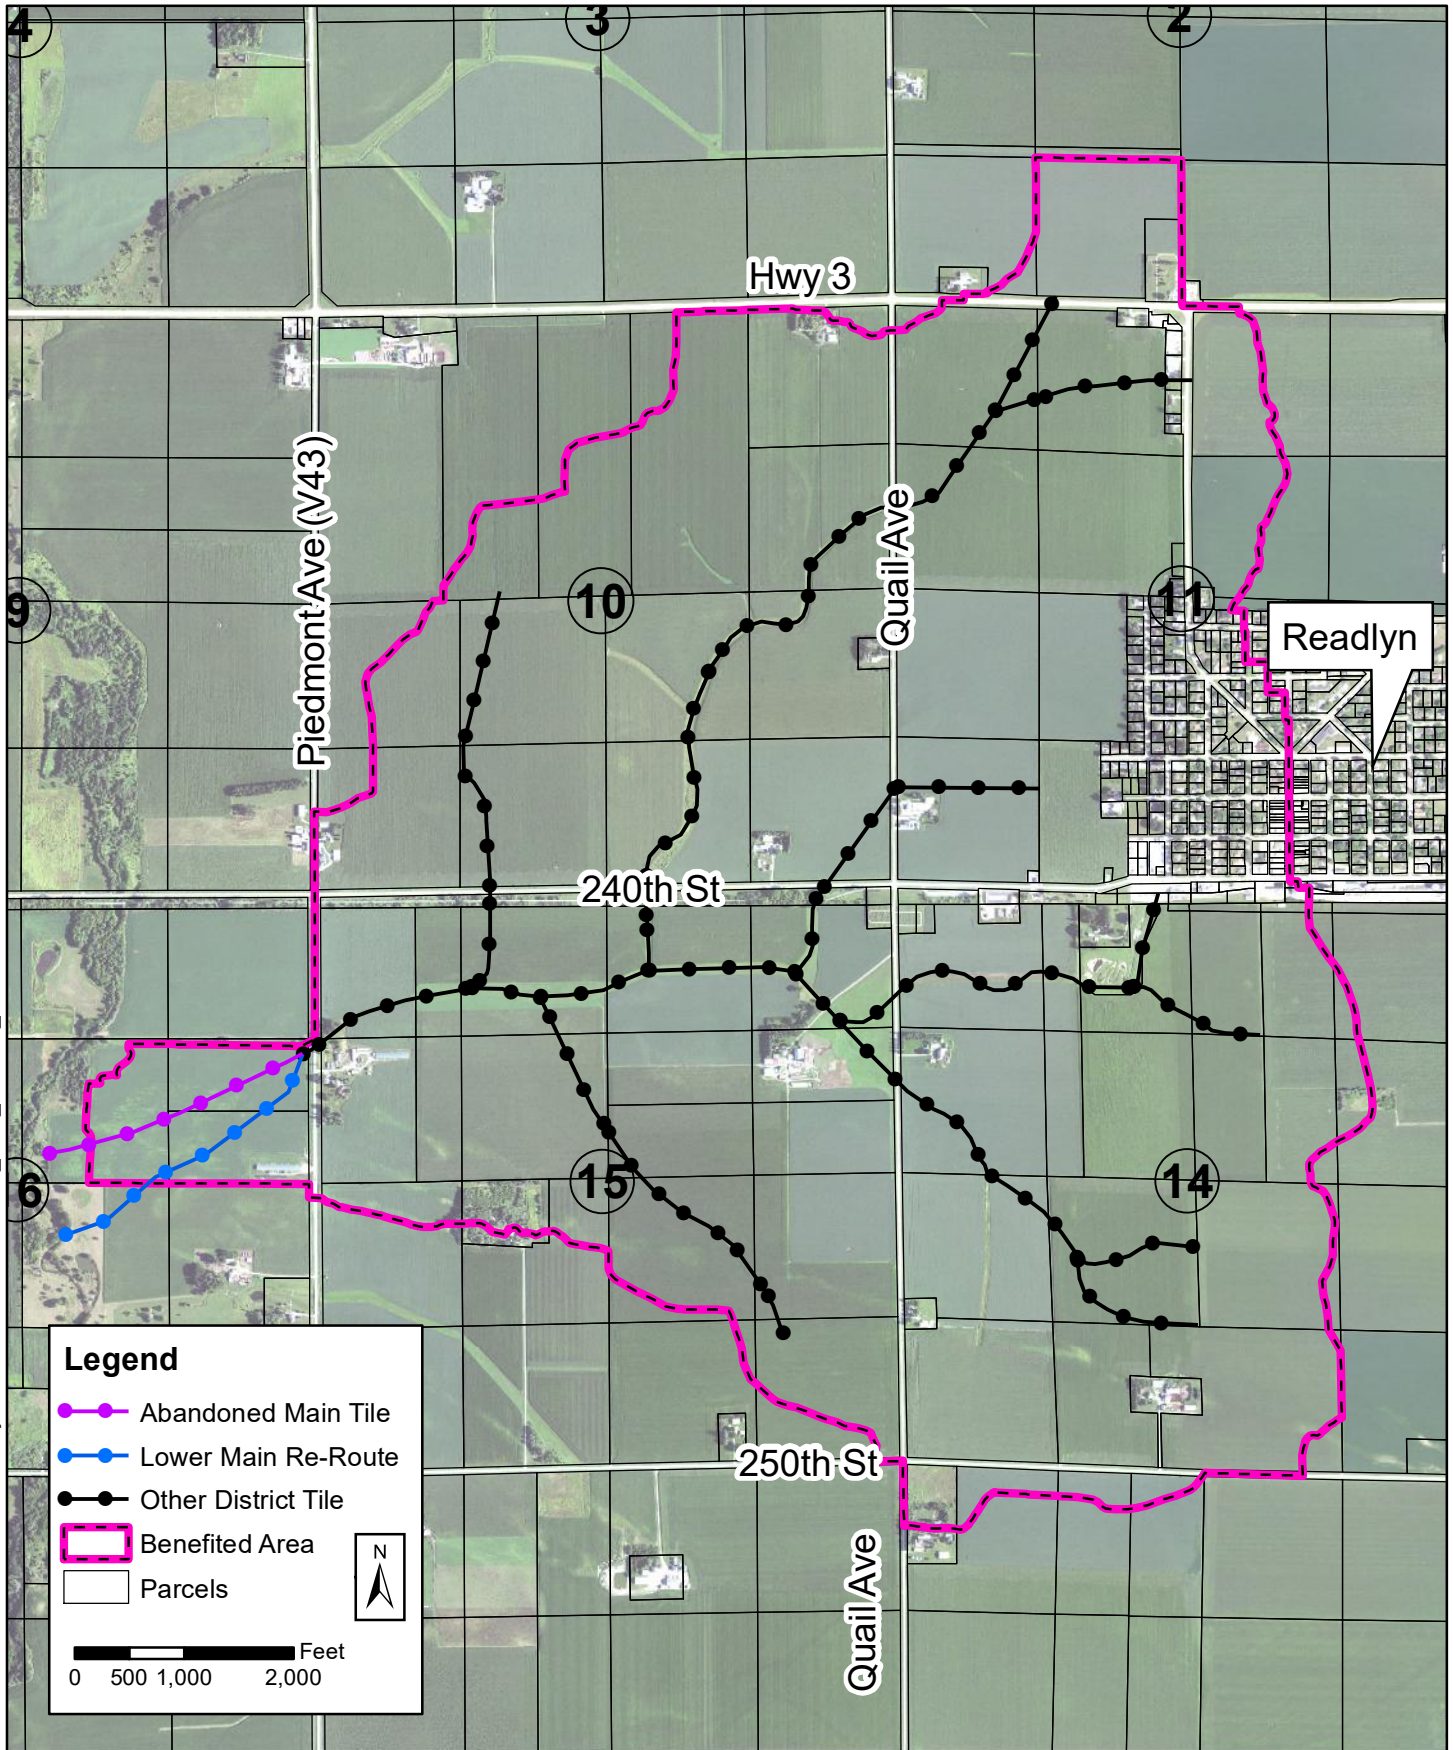 4
3
2
Hwy 3
Piedmont Ave (V43)
Quail Ave
9
10
11
Readlyn
240th St
6
15
14
250th St
Quail Ave
Legend
Abandoned Main Tile
Lower Main Re-Route
Other District Tile
Benefited Area
Parcels
N
Feet
0 500 1,000 2,000